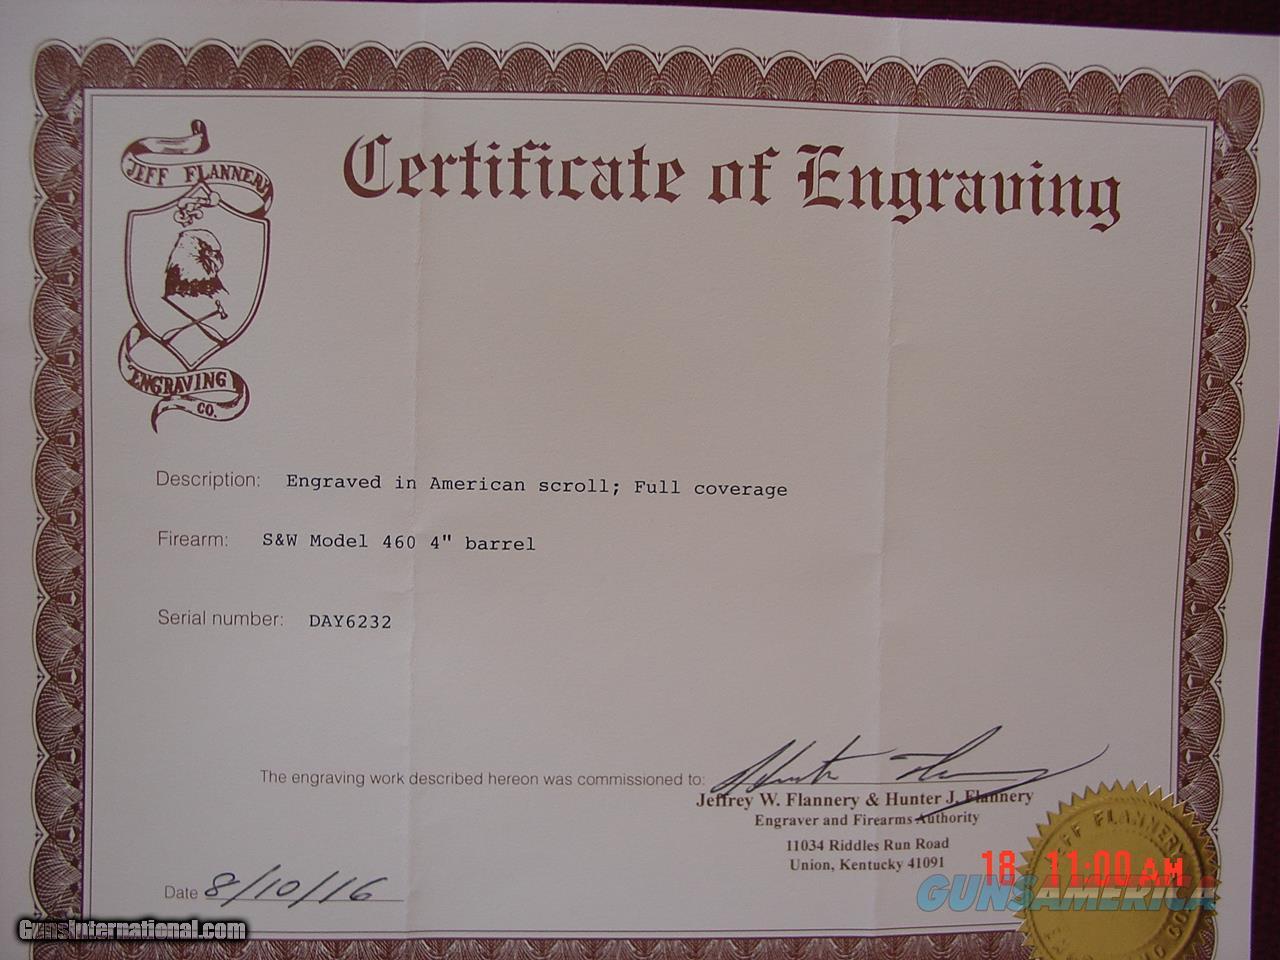 JEFF FLANNERY
Certificate of Engraving
ENGRAVING
CO.
Description: Engraved in American scroll; Full coverage
Firearm: S&W Model 460 4" barrel
Serial number: DAY6232
The engraving work described hereon was commissioned to:
Jeffrey W. Flannery & Hunter J. Flannery
Engraver and Firearms Authority
11034 Riddles Run Road
Union, Kentucky 41091
Date 8/10/16
JEFF FLANNERY
18 11:00 AM
GUNSAMERICA
GunsInternational.com